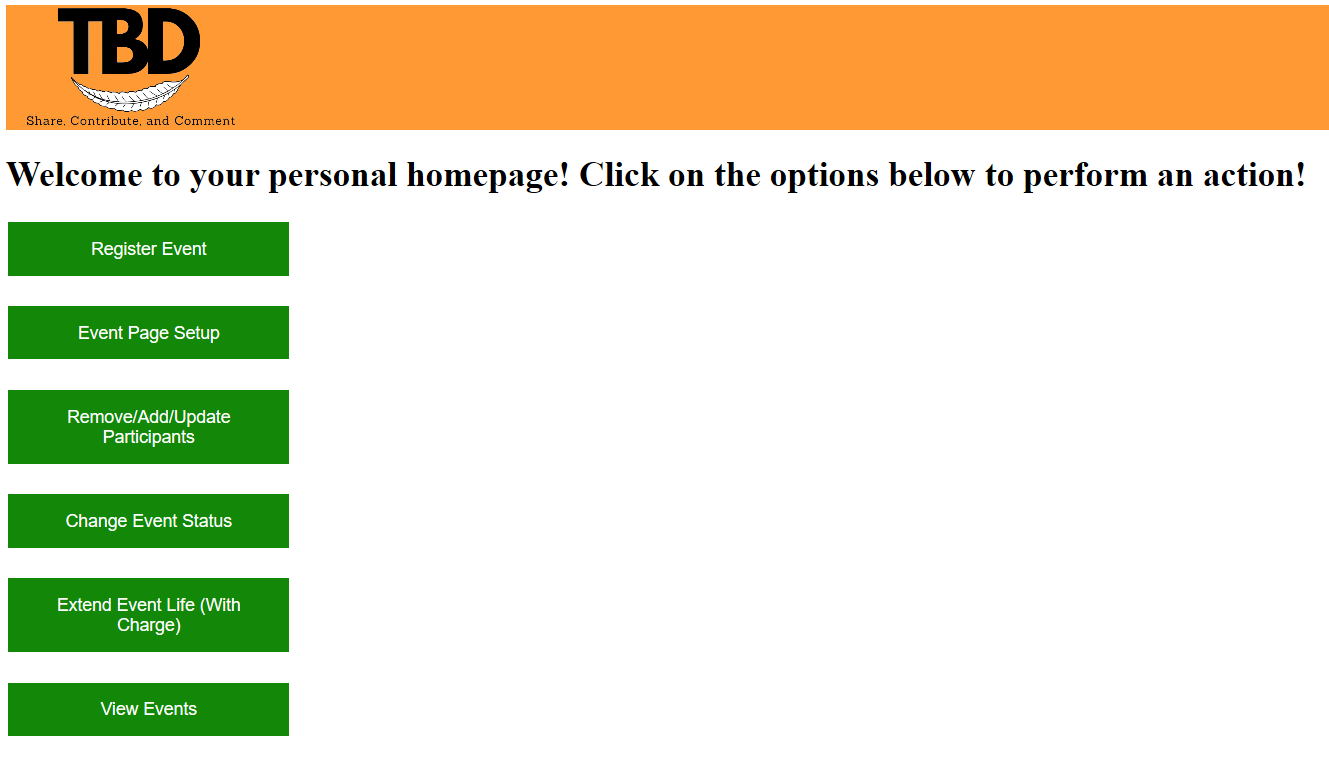 TBD
Share, Contribute, and Comment
Welcome to your personal homepage! Click on the options below to perform an action!
Register Event
Event Page Setup
Remove/Add/Update
Participants
Change Event Status
Extend Event Life (With
Charge)
View Events